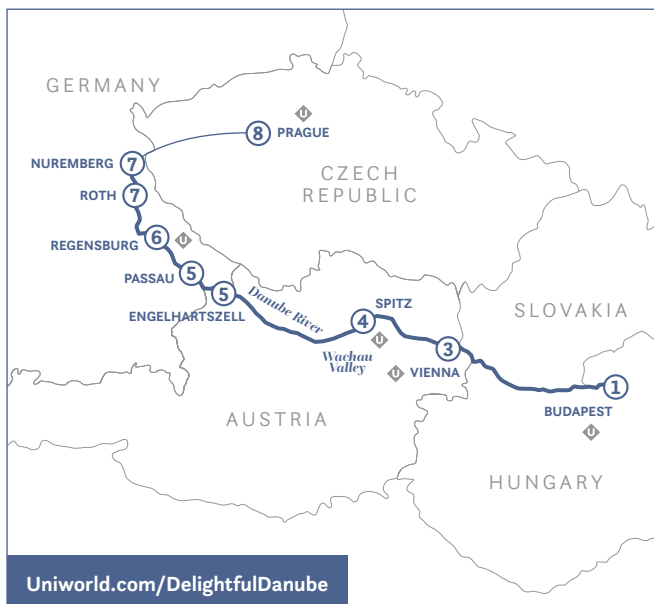 GERMANY
U
8
PRAGUE
NUREMBERG
7
CZECH
REPUBLIC
ROTH
7
REGENSBURG
6
U
PASSAU
5
ENGELHARTSZELL
5
Danube River
SPITZ
4
SLOVAKIA
U
Wachau
Valley
3
VIENNA
U
1
BUDAPEST
U
AUSTRIA
HUNGARY
Uniworld.com/DelightfulDanube